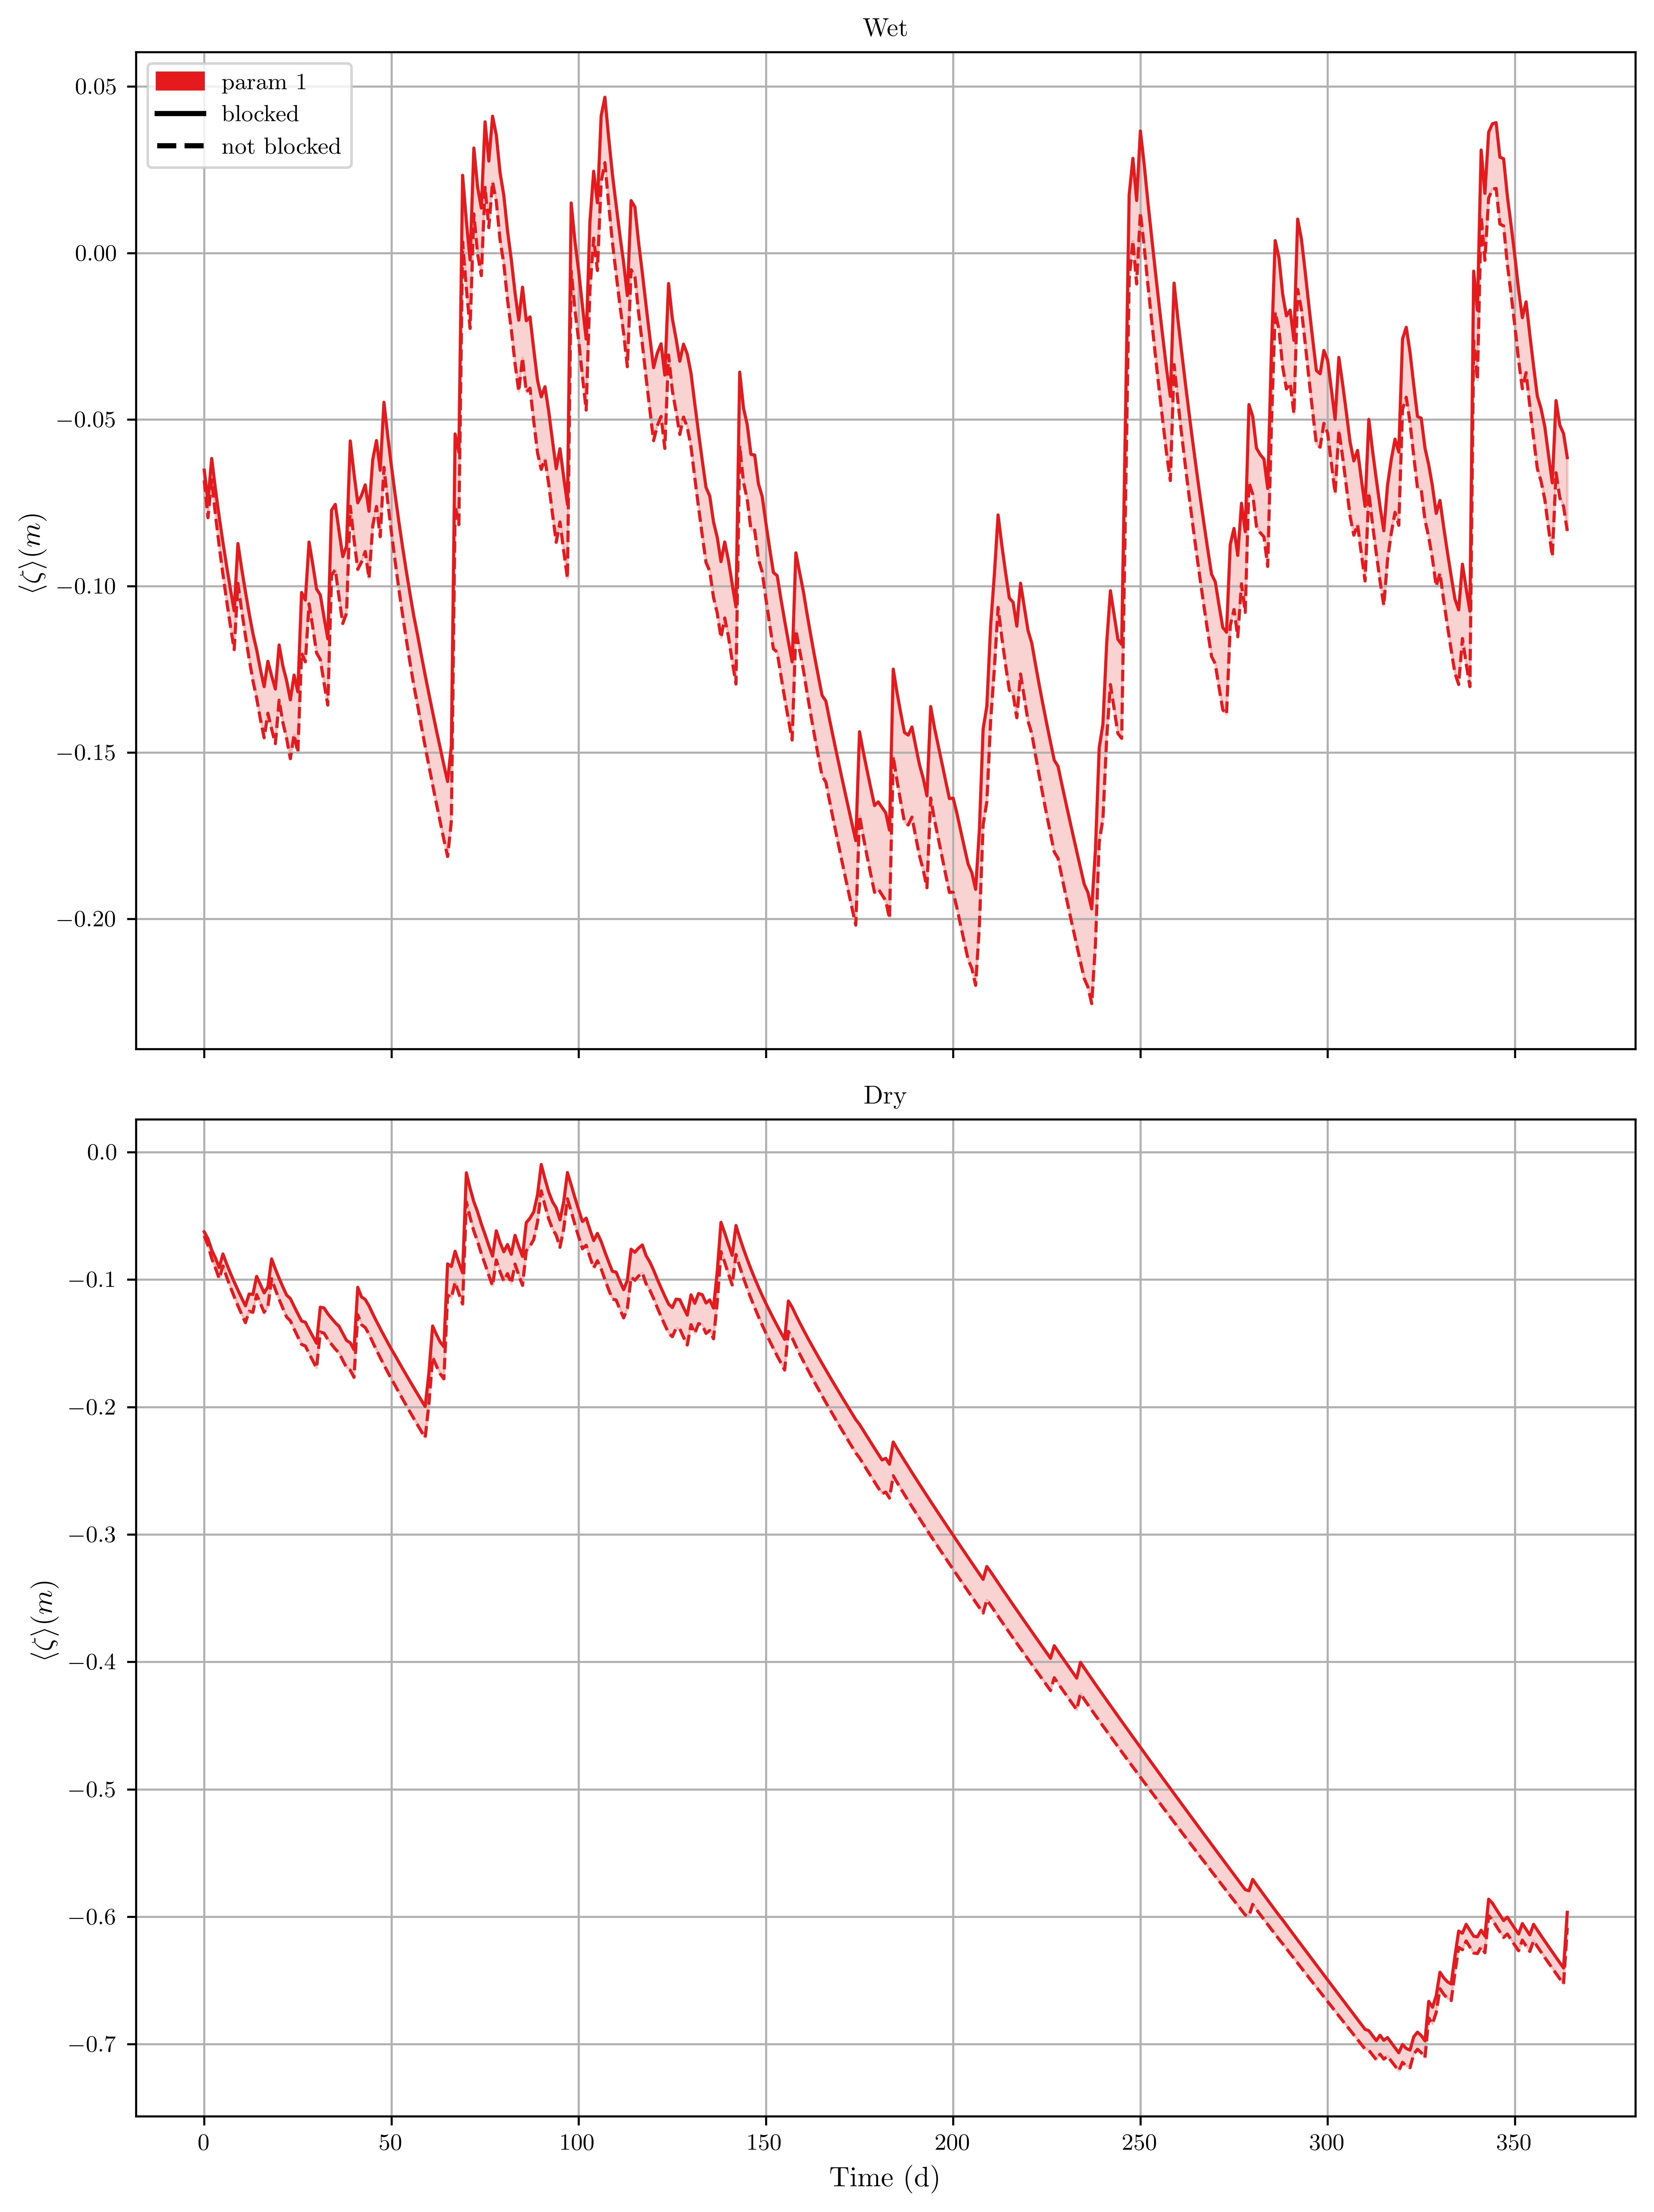 Wet
param 1
blocked
not blocked
0.05
0.00
−0.05
−0.10
−0.15
−0.20
⟨ζ⟩(m)
Dry
0.0
−0.1
−0.2
−0.3
−0.4
−0.5
−0.6
−0.7
⟨ζ⟩(m)
0 50 100 150 200 250 300 350
Time (d)